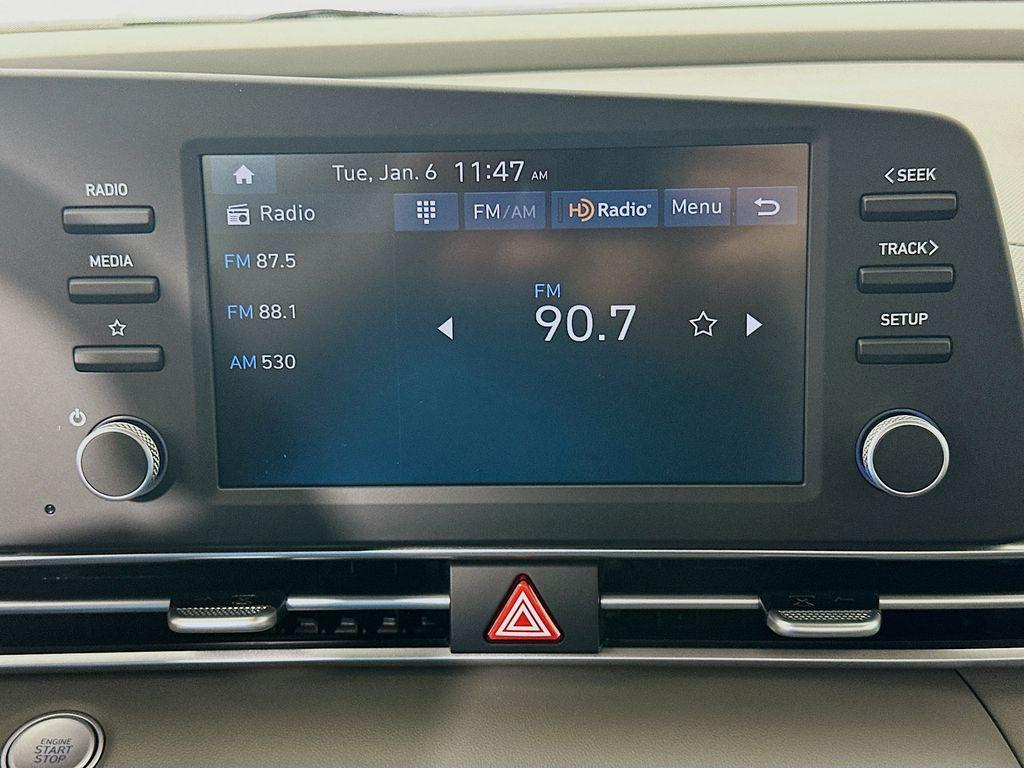 Tue, Jan. 6 11:47 AM
Radio FM/AM HD Radio® Menu
FM 87.5
FM 88.1
AM 530
FM
90.7
RADIO
MEDIA
<SEEK
TRACK>
SETUP
ENGINE
START
STOP